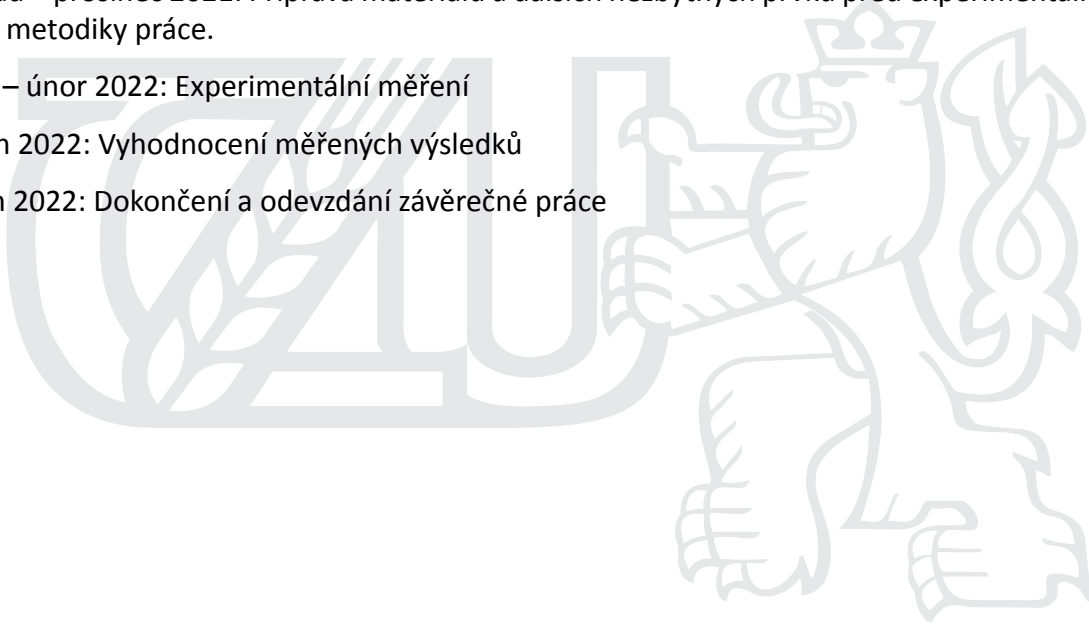 metodiky práce.
– únor 2022: Experimentální měření
2022: Vyhodnocení měřených výsledků
2022: Dokončení a odevzdání závěrečné práce